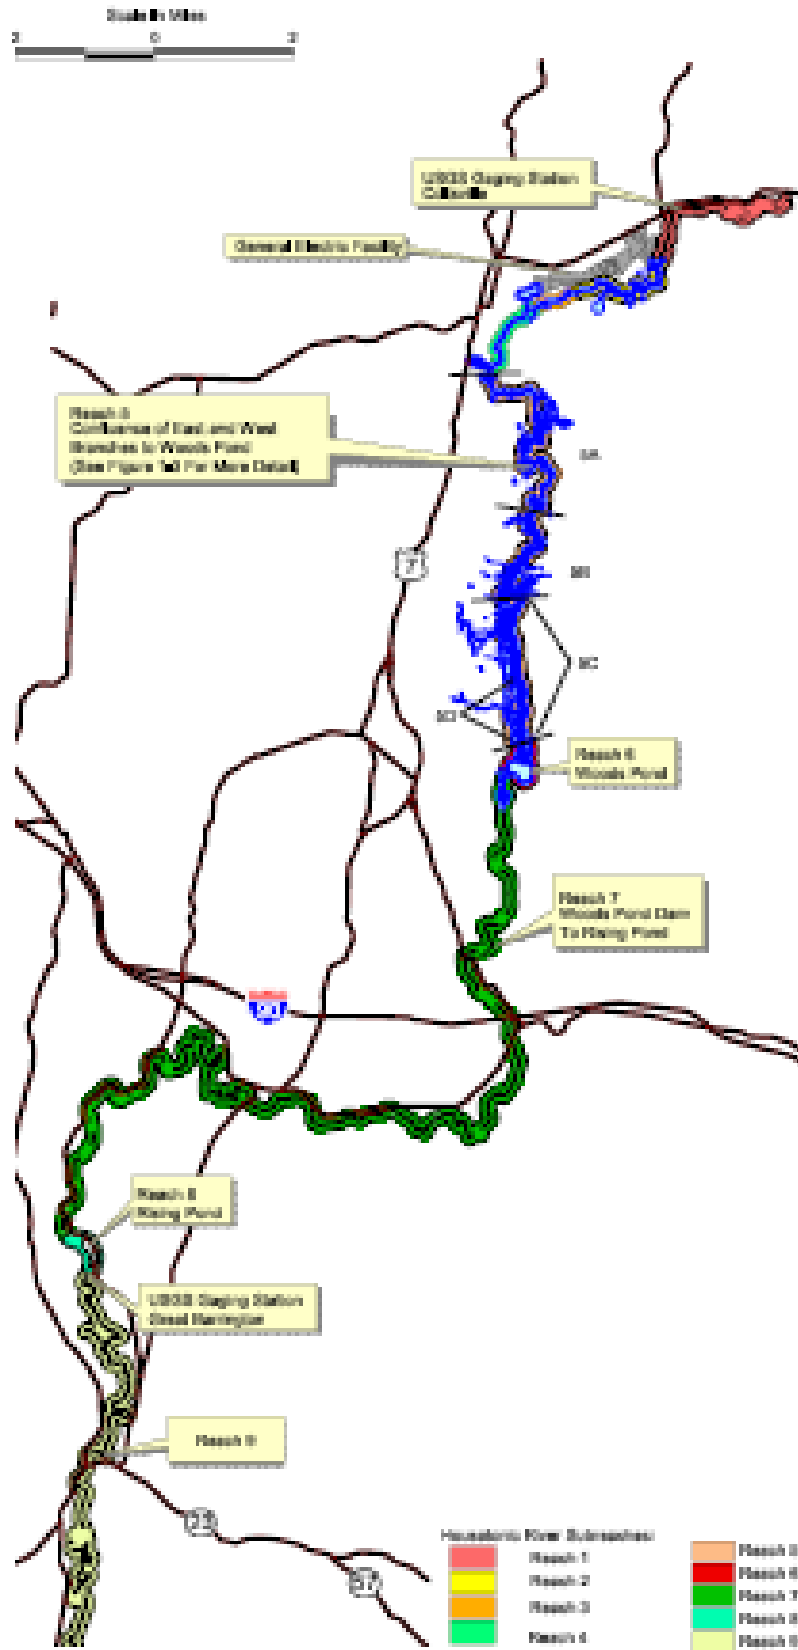 Scale in Miles
2 0 2
USGS Gaging Station
Coltsville
General Electric Facility
Reach 5
Confluence of East and West
Branches to Woods Pond
(See Figure For More Detail)
5A
7
5B
5C
5D
Reach 6
Woods Pond
Reach 7
Woods Pond Dam
To Rising Pond
90
Reach 8
Rising Pond
USGS Gaging Station
Great Barrington
Reach 9
23
57
Housatonic River Subreaches
Reach 1
Reach 2
Reach 3
Reach 4
Reach 5
Reach 6
Reach 7
Reach 8
Reach 9